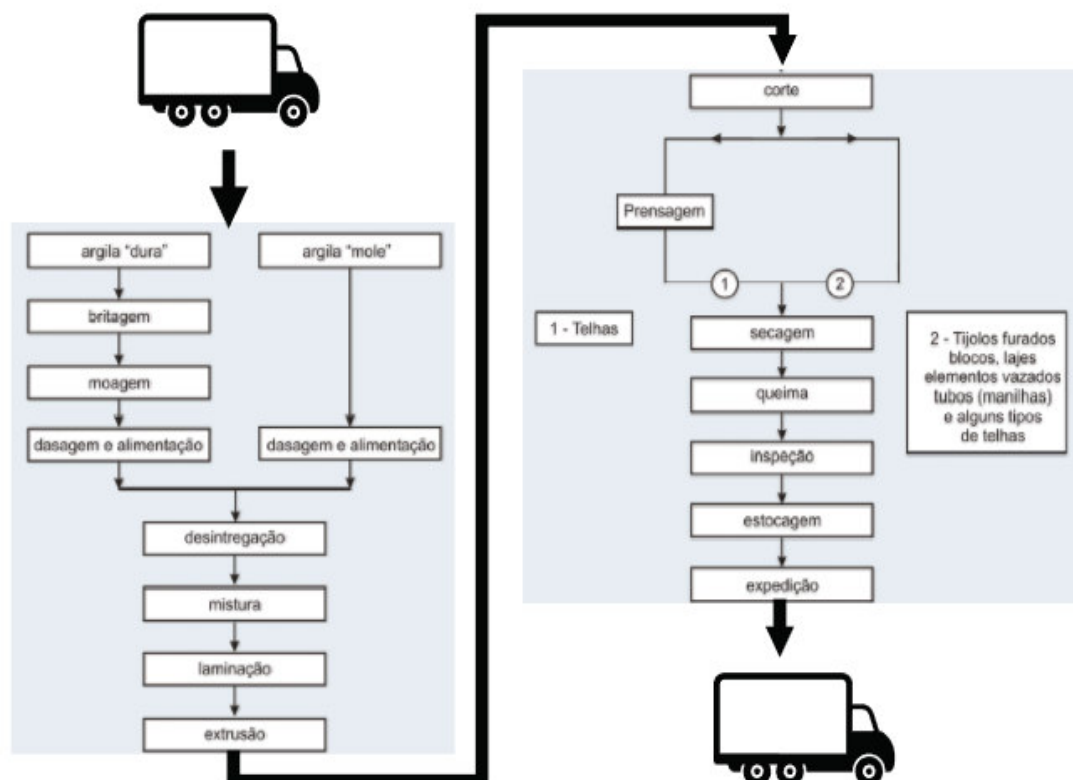 argila “dura”
argila “mole”
britagem
moagem
dasagem e alimentação
dasagem e alimentação
desintregação
mistura
laminação
extrusão
corte
Prensagem
1
2
1 - Telhas
secagem
queima
inspeção
estocagem
expedição
2 - Tijolos furados
blocos, lajes
elementos vazados
tubos (manilhas)
e alguns tipos
de telhas